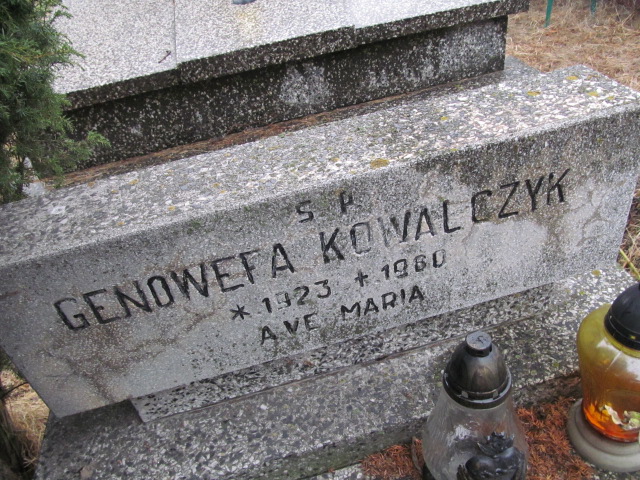 S P.
GENOWEFA KOWALCZYK
* 1923 + 1980
AVE MARIA